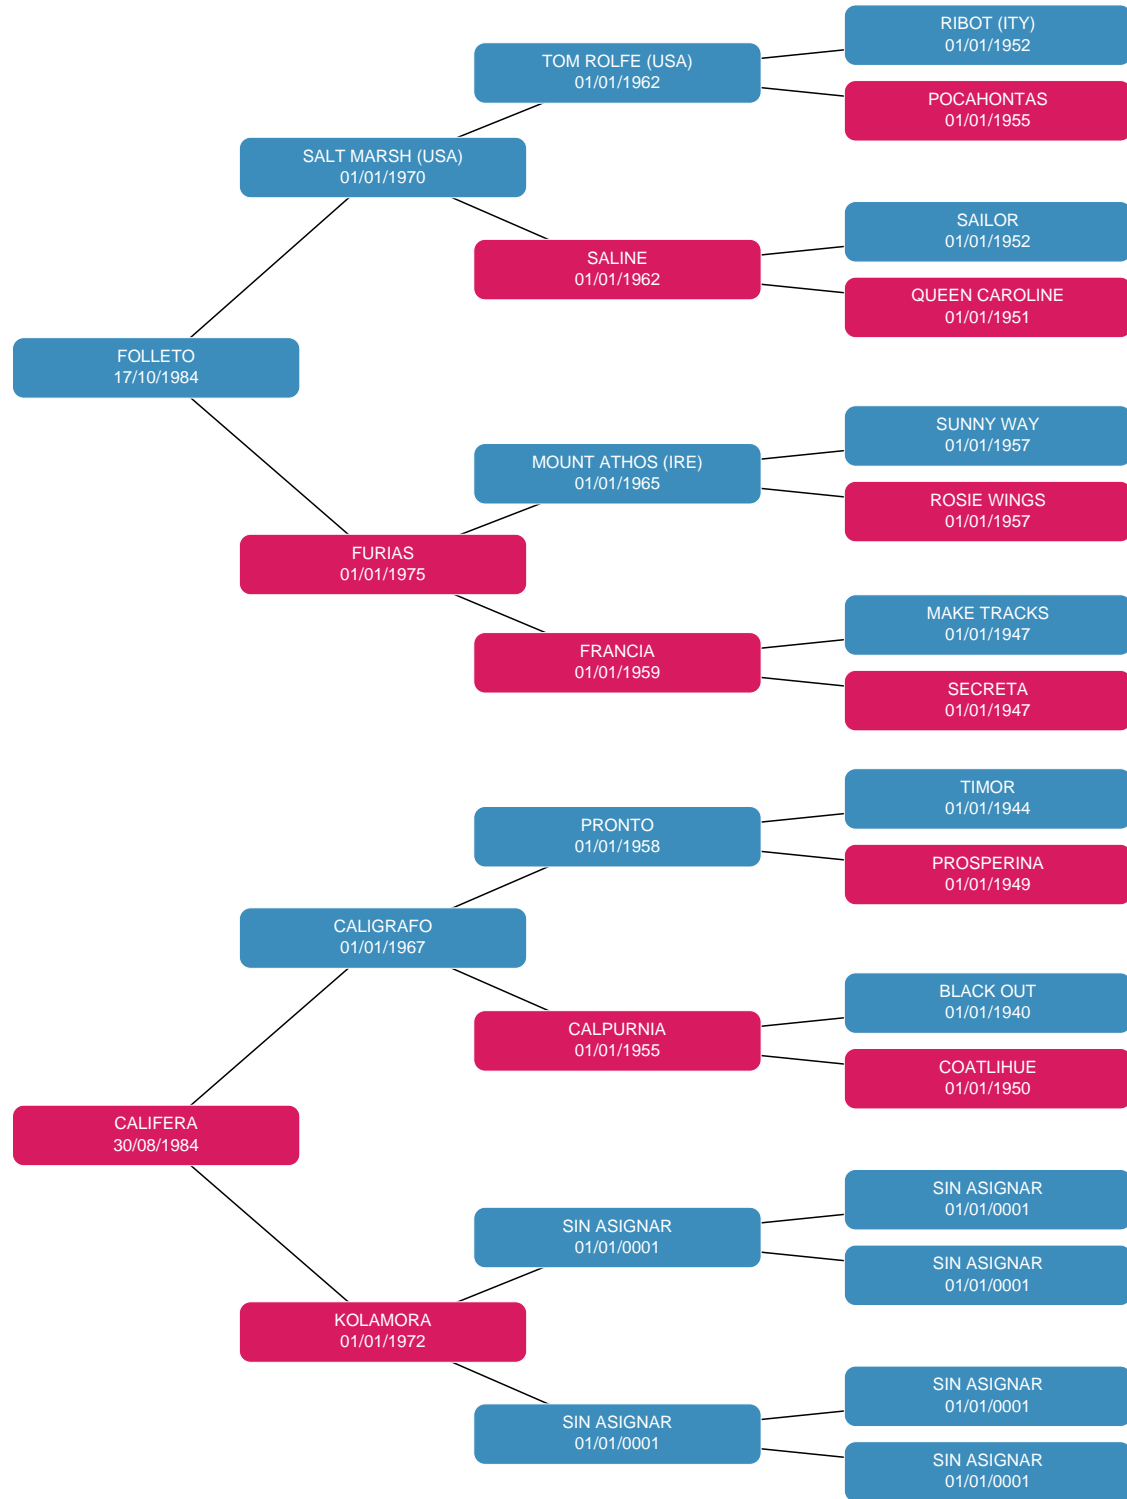 RIBOT (ITY)
01/01/1952
TOM ROLFE (USA)
01/01/1962
POCAHONTAS
01/01/1955
SALT MARSH (USA)
01/01/1970
SAILOR
01/01/1952
SALINE
01/01/1962
QUEEN CAROLINE
01/01/1951
FOLLETO
17/10/1984
SUNNY WAY
01/01/1957
MOUNT ATHOS (IRE)
01/01/1965
ROSIE WINGS
01/01/1957
FURIAS
01/01/1975
MAKE TRACKS
01/01/1947
FRANCIA
01/01/1959
SECRETA
01/01/1947
TIMOR
01/01/1944
PRONTO
01/01/1958
PROSPERINA
01/01/1949
CALIGRAFO
01/01/1967
BLACK OUT
01/01/1940
CALPURNIA
01/01/1955
COATLIHUE
01/01/1950
CALIFERA
30/08/1984
SIN ASIGNAR
01/01/0001
SIN ASIGNAR
01/01/0001
SIN ASIGNAR
01/01/0001
KOLAMORA
01/01/1972
SIN ASIGNAR
01/01/0001
SIN ASIGNAR
01/01/0001
SIN ASIGNAR
01/01/0001